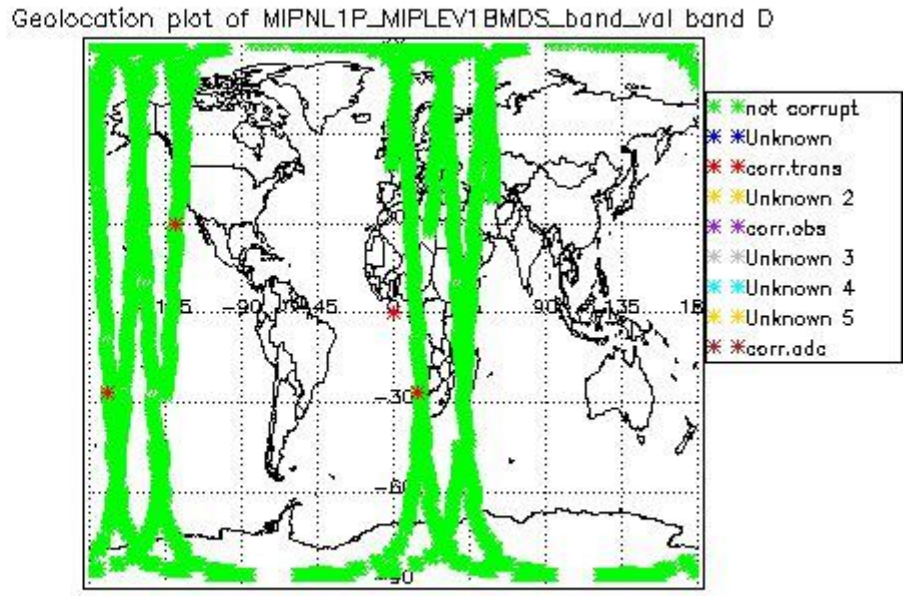 Geolocation plot of MIPNL1P_MIPLEV1BMDS_band_val band D
not corrupt
Unknown
corr.trans
Unknown 2
corr.obs
Unknown 3
Unknown 4
Unknown 5
corr.adc
-90
-45
90
135
-30
-60
-90